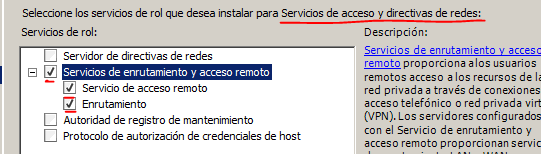 Seleccione los servicios de rol que desea instalar para Servicios de acceso y directivas de redes:
Servicios de rol:
Servidor de directivas de redes
Servicios de enrutamiento y acceso remoto
Servicio de acceso remoto
Enrutamiento
Autoridad de registro de mantenimiento
Protocolo de autorización de credenciales de host
Descripción:
Servicios de enrutamiento y acceso
remoto proporciona a los usuarios
remotos acceso a los recursos de la
red privada a través de conexiones
acceso telefónico o red privada virt
(VPN). Los servidores configurados
con el Servicio de enrutamiento y
acceso remoto proporcionan servic